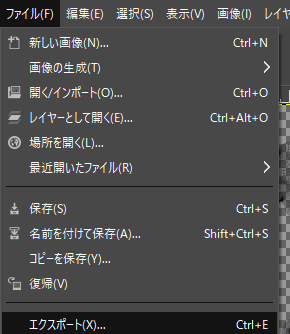 ファイル(F) 編集(E) 選択(S) 表示(V) 画像(I) レイヤ
新しい画像(N)... Ctrl+N
画像の生成(T)
開く/インポート(O)... Ctrl+O
レイヤーとして開く(E)... Ctrl+Alt+O
場所を開く(L)...
最近開いたファイル(R)
保存(S) Ctrl+S
名前を付けて保存(A)... Shift+Ctrl+S
コピーを保存(Y)...
復帰(V)
エクスポート(X)... Ctrl+E